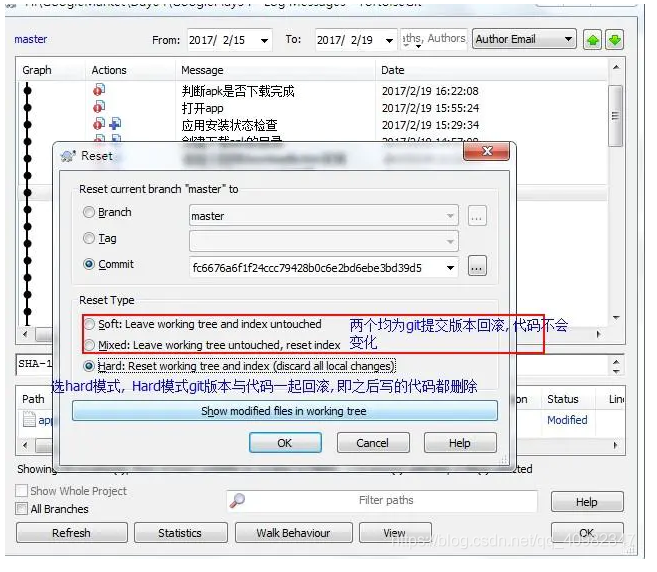 master
From: 2017/ 2/15 To: 2017/ 2/19 Authors Author Email
Graph Actions Message Date
判断apk是否下载完成 2017/2/19 16:22:08
打开app 2017/2/19 15:55:24
应用安装状态检查 2017/2/19 15:29:34
Reset
Reset current branch "master" to
Branch master ...
Tag
Commit fc6676a6f1f24ccc79428b0c6e2bd6ebe3bd39d5 ...
Reset Type
Soft: Leave working tree and index untouched
两个均为git提交版本回滚,代码不会
变化
Mixed: Leave working tree untouched, reset index
Hard: Reset working tree and index (discard all local changes)
SHA-1
选hard模式, Hard模式git版本与代码一起回滚,即之后写的代码都删除
Path Status
Show modified files in working tree
app Modified
OK Cancel Help
Showing
Show Whole Project
All Branches
Filter paths
Help
Refresh Statistics Walk Behaviour View OK